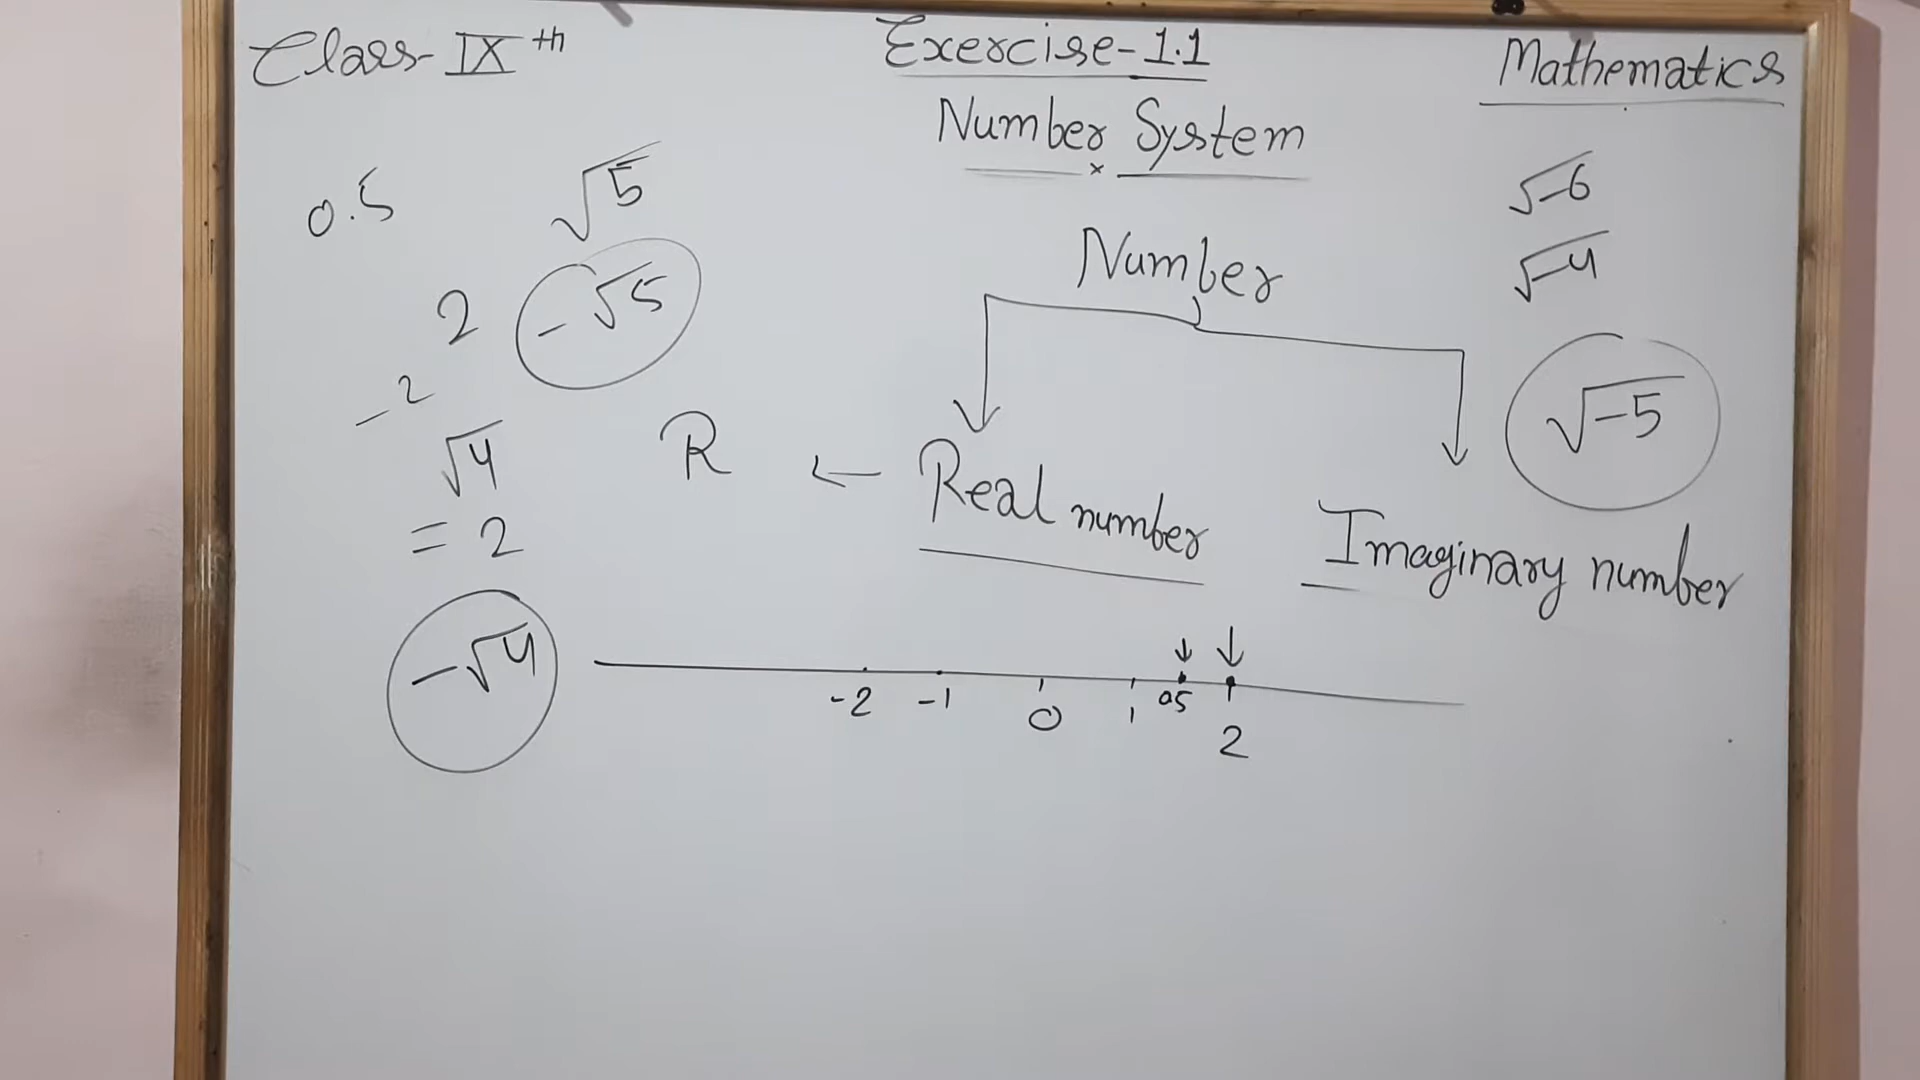 Class-IXth
Exercise-1.1
Mathematics
Number System
0.5
√5
-√5
2
-2
√4
= 2
-√4
Number
R ← Real number
Imaginary number
√-6
√-4
√-5
-2 -1 0 1 0.5 2